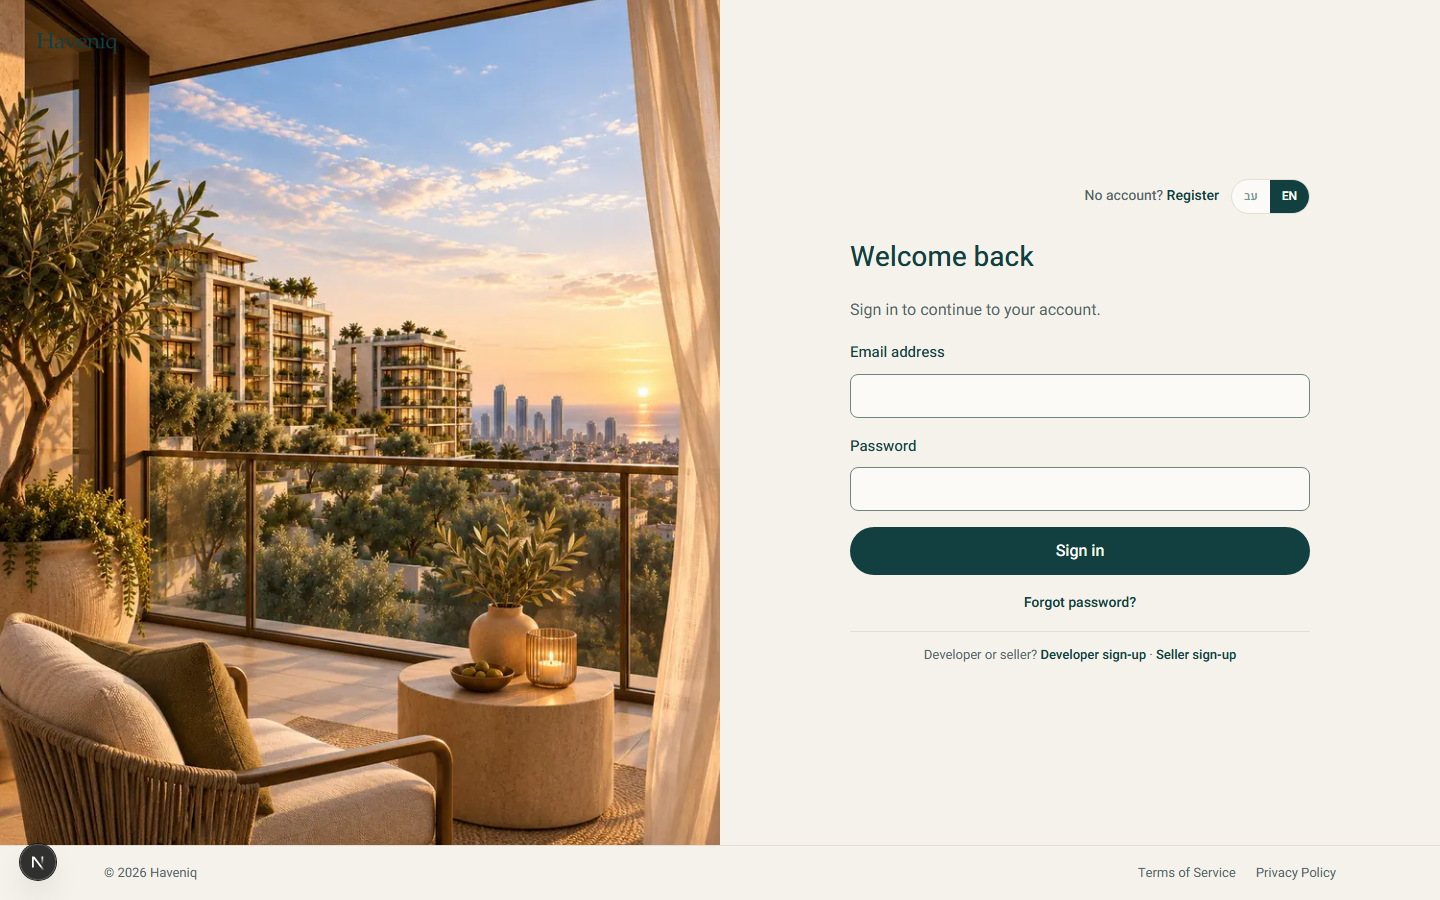 Haveniq
No account? Register
עב
EN
Welcome back
Sign in to continue to your account.
Email address
Password
Sign in
Forgot password?
Developer or seller? Developer sign-up · Seller sign-up
N
© 2026 Haveniq
Terms of Service
Privacy Policy